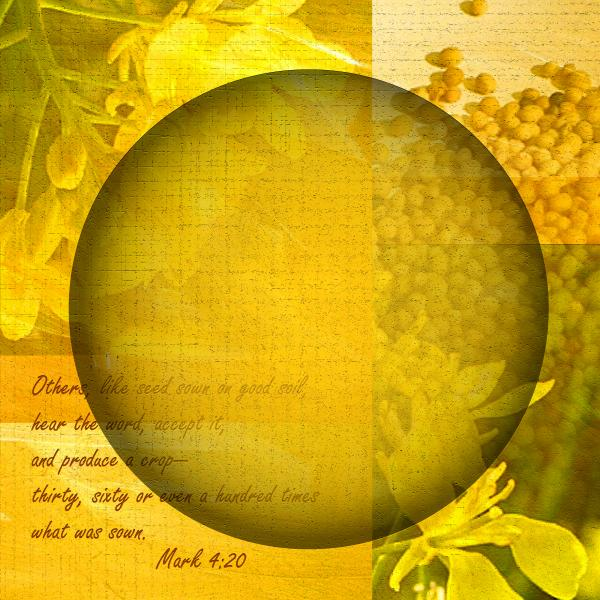 Others, like seed sown on good soil,
hear the word, accept it,
and produce a crop—
thirty, sixty or even a hundred times
what was sown.
Mark 4:20